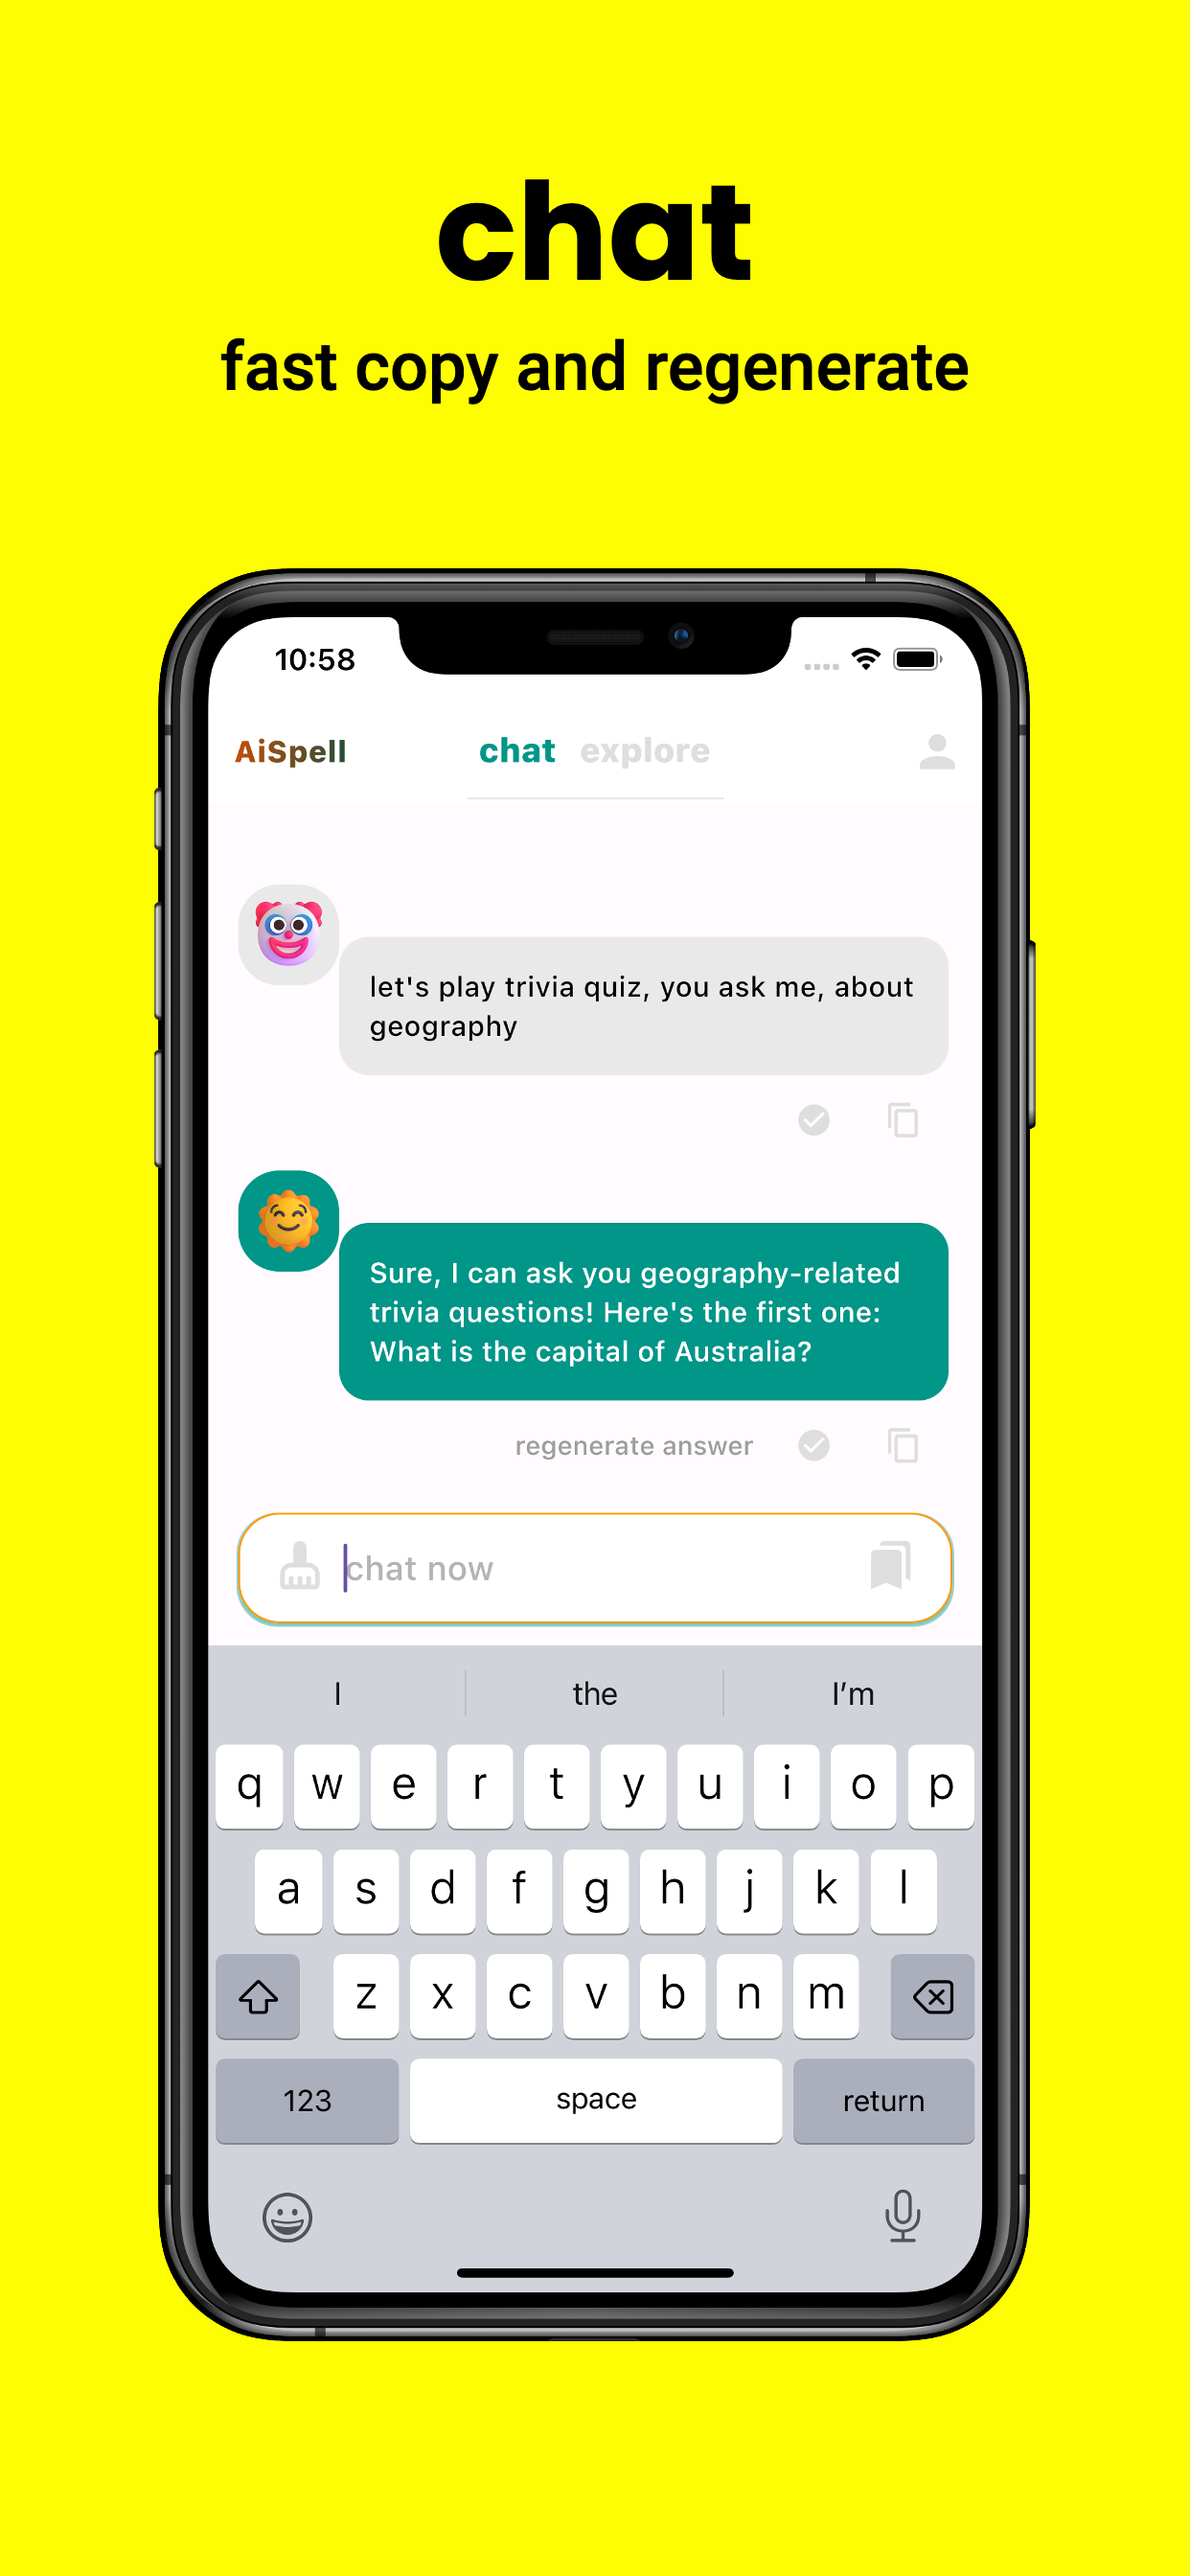 chat
fast copy and regenerate
10:58
AiSpell
chat explore
let's play trivia quiz, you ask me, about
geography
Sure, I can ask you geography-related
trivia questions! Here's the first one:
What is the capital of Australia?
regenerate answer
chat now
I the I’m
q w e r t y u i o p
a s d f g h j k l
z x c v b n m
123 space return